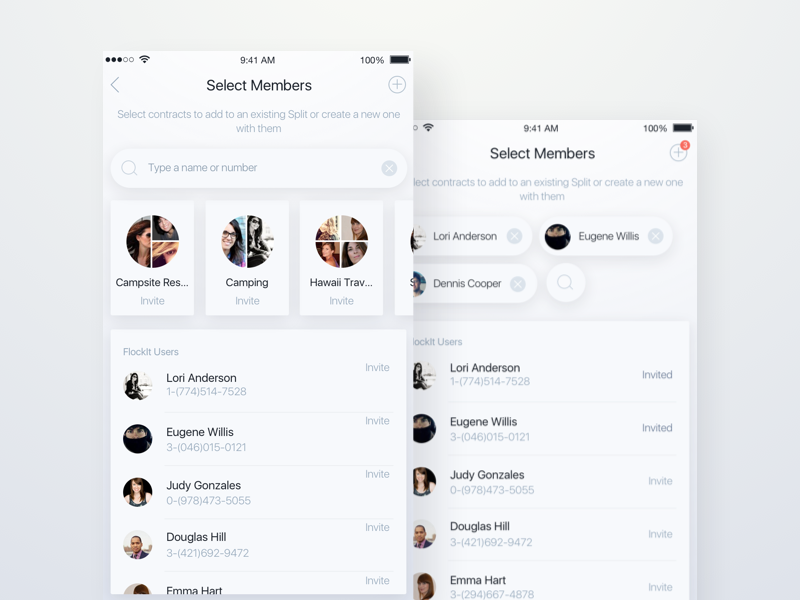 9:41 AM
100%
Select Members
Select contracts to add to an existing Split or create a new one
with them
Type a name or number
Campsite Res...
Invite
Camping
Invite
Hawaii Trav...
Invite
FlockIt Users
Lori Anderson
1-(774)514-7528
Invite
Eugene Willis
3-(046)015-0121
Invite
Judy Gonzales
0-(978)473-5055
Invite
Douglas Hill
3-(421)692-9472
Invite
Emma Hart
Invite
9:41 AM
100%
Select Members
3
lect contracts to add to an existing Split or create a new one
with them
Lori Anderson
Eugene Willis
Dennis Cooper
lockIt Users
Lori Anderson
1-(774)514-7528
Invited
Eugene Willis
3-(046)015-0121
Invited
Judy Gonzales
0-(978)473-5055
Invite
Douglas Hill
3-(421)692-9472
Invite
Emma Hart
3-(294)667-4878
Invite